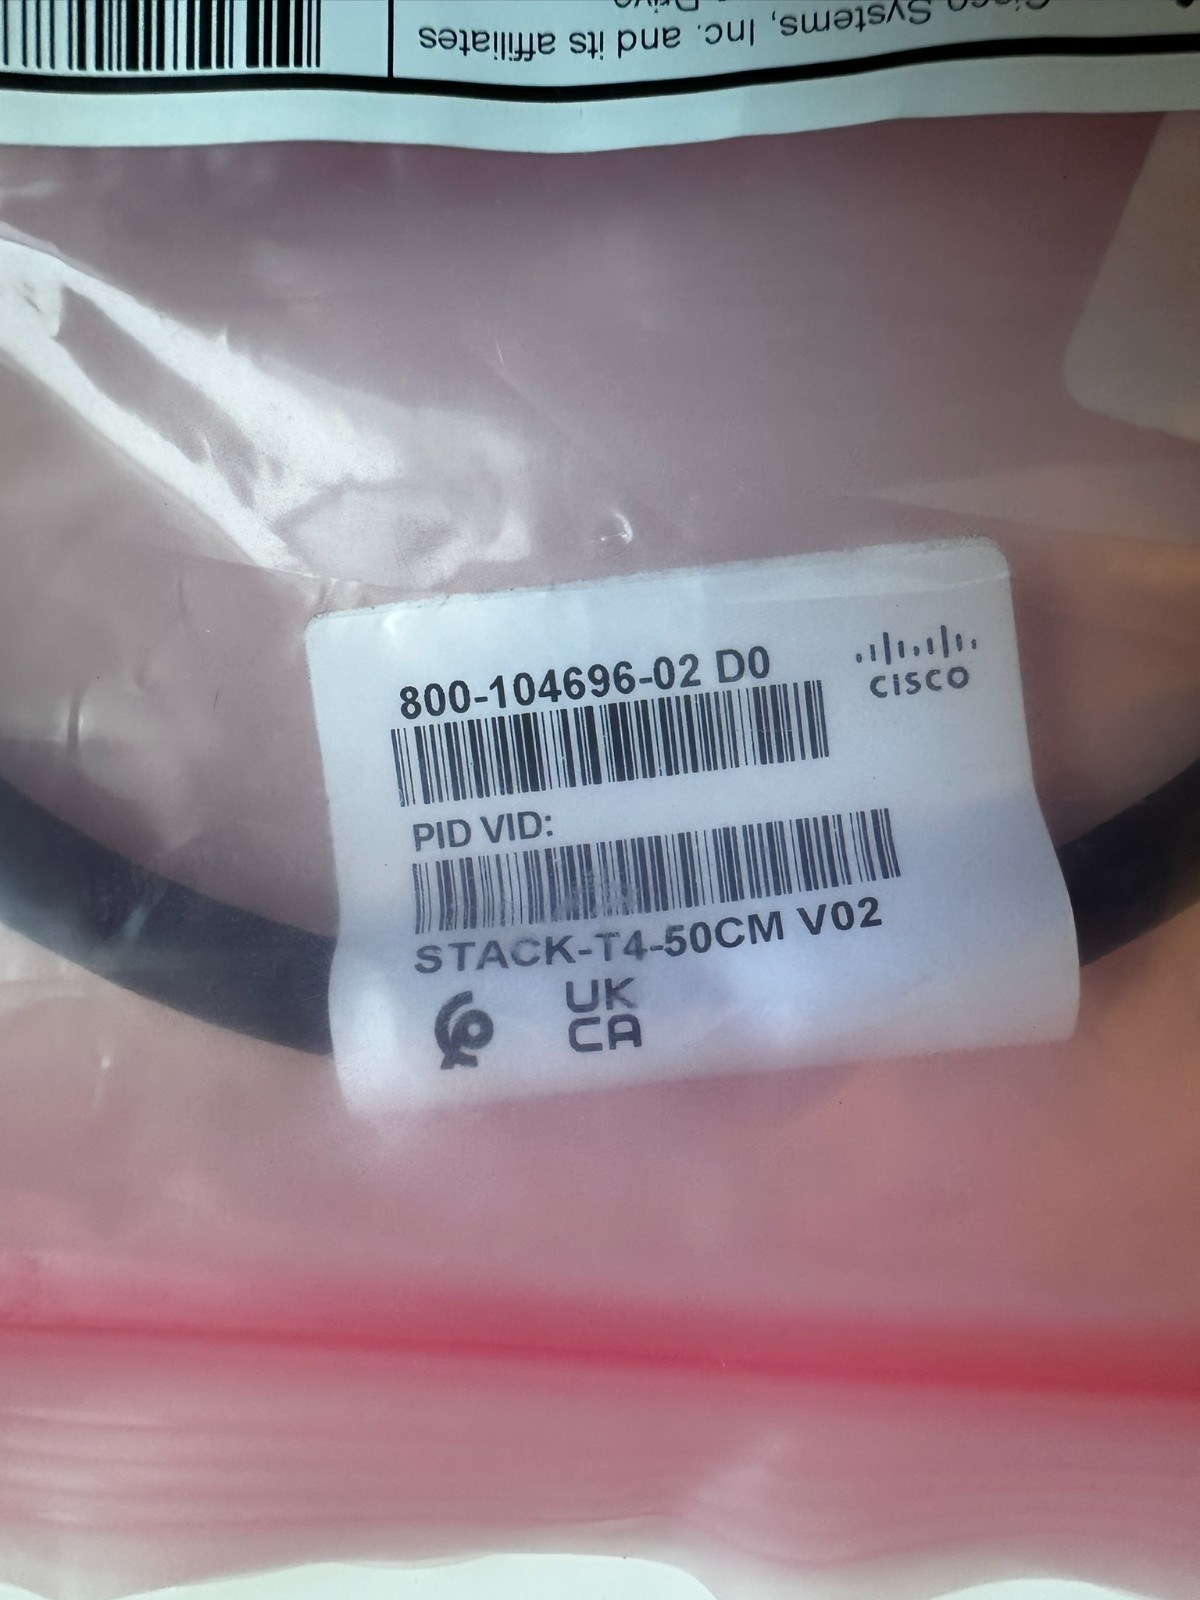 Cisco Systems, Inc. and its affiliates
Drive
800-104696-02 D0
CISCO
PID VID:
STACK-T4-50CM V02
UK
CA